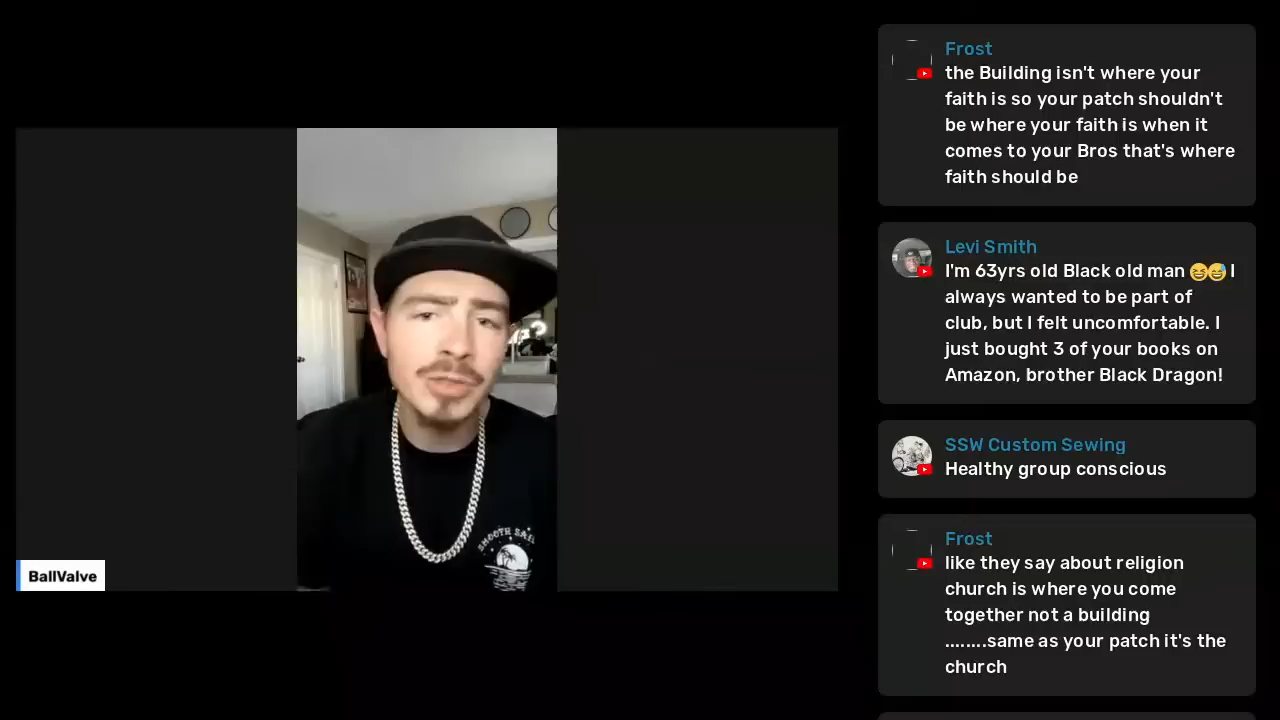 SMOOTH SAIL
BallValve
Frost
the Building isn't where your
faith is so your patch shouldn't
be where your faith is when it
comes to your Bros that's where
faith should be
Levi Smith
I'm 63yrs old Black old man 😆😅 I
always wanted to be part of
club, but I felt uncomfortable. I
just bought 3 of your books on
Amazon, brother Black Dragon!
SSW Custom Sewing
Healthy group conscious
Frost
like they say about religion
church is where you come
together not a building
........same as your patch it's the
church